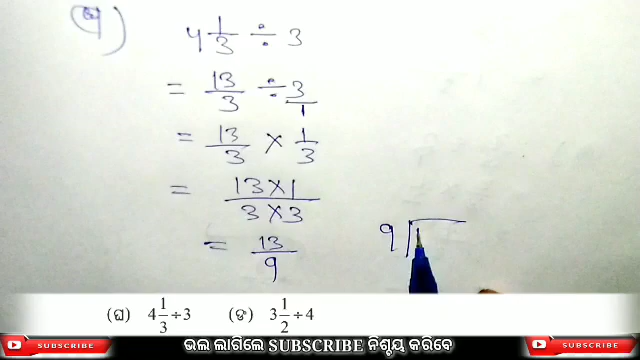 (ଘ)
4 1/3 ÷ 3
= 13/3 ÷ 3/1
= 13/3 × 1/3
= 13×1 / 3×3
= 13/9
9
(ଘ) 4 1/3 ÷ 3 (ଙ) 3 1/2 ÷ 4
SUBSCRIBE ଭଲ ଲାଗିଲେ SUBSCRIBE ନିଶ୍ଚୟ କରିବେ SUBSCRIBE